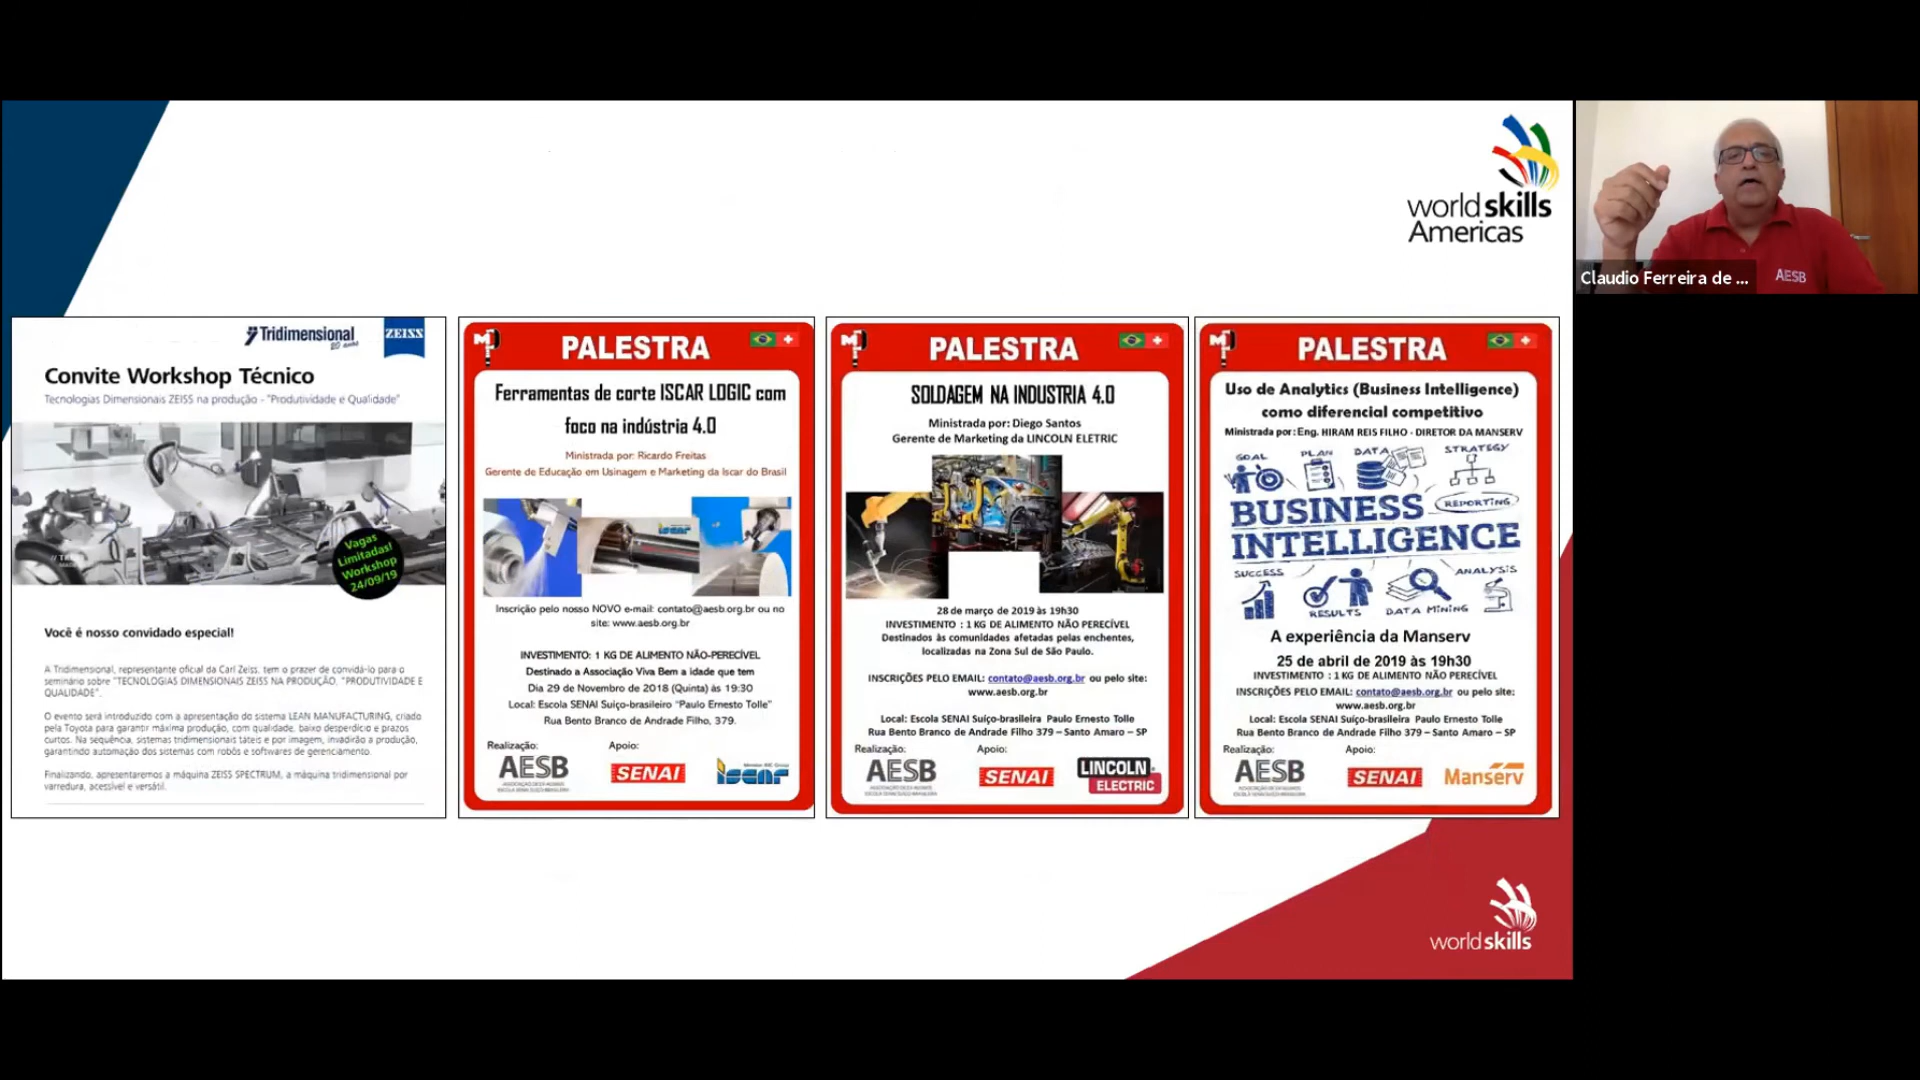 world skills
Americas
Claudio Ferreira de ...
AESB
Tridimensional
20 anos
ZEISS
Convite Workshop Técnico
Tecnologias Dimensionais ZEISS na produção - "Produtividade e Qualidade"
Vagas
Limitadas!
Workshop
24/09/19
Você é nosso convidado especial!
A Tridimensional, representante oficial da Carl Zeiss, tem o prazer de convidá-lo para o
seminário sobre "TECNOLOGIAS DIMENSIONAIS ZEISS NA PRODUÇÃO, "PRODUTIVIDADE E
QUALIDADE".
O evento será introduzido com a apresentação do sistema LEAN MANUFACTURING, criado
pela Toyota para garantir máxima produção, com qualidade, baixo desperdício e prazos
curtos. Na sequência, sistemas tridimensionais táteis e por imagem, invadirão a produção,
garantindo automação dos sistemas com robôs e softwares de gerenciamento.
Finalizando, apresentaremos a máquina ZEISS SPECTRUM, a máquina tridimensional por
varredura, acessível e versátil.
PALESTRA
Ferramentas de corte ISCAR LOGIC com
foco na indústria 4.0
Ministrada por: Ricardo Freitas
Gerente de Educação em Usinagem e Marketing da Iscar do Brasil
iscar
Inscrição pelo nosso NOVO e-mail: contato@aesb.org.br ou no
site: www.aesb.org.br
INVESTIMENTO: 1 KG DE ALIMENTO NÃO-PERECÍVEL
Destinado a Associação Viva Bem a idade que tem
Dia 29 de Novembro de 2018 (Quinta) às 19:30
Local: Escola SENAI Suíço-brasileiro "Paulo Ernesto Tolle"
Rua Bento Branco de Andrade Filho, 379.
Realização:
Apoio:
AESB
ASSOCIAÇÃO DE EX-ALUNOS
ESCOLA SENAI SUÍÇO-BRASILEIRA
SENAI
Member IMC Group
iscar
PALESTRA
SOLDAGEM NA INDUSTRIA 4.0
Ministrada por: Diego Santos
Gerente de Marketing da LINCOLN ELETRIC
28 de março de 2019 às 19h30
INVESTIMENTO : 1 KG DE ALIMENTO NÃO PERECÍVEL
Destinados às comunidades afetadas pelas enchentes,
localizadas na Zona Sul de São Paulo.
INSCRIÇÕES PELO EMAIL: contato@aesb.org.br ou pelo site:
www.aesb.org.br
Local: Escola SENAI Suíço-brasileira Paulo Ernesto Tolle
Rua Bento Branco de Andrade Filho 379 – Santo Amaro – SP
Realização:
Apoio:
AESB
ASSOCIAÇÃO DE EX-ALUNOS
ESCOLA SENAI SUÍÇO-BRASILEIRA
SENAI
LINCOLN
ELECTRIC
PALESTRA
Uso de Analytics (Business Intelligence)
como diferencial competitivo
Ministrada por: Eng. HIRAM REIS FILHO - DIRETOR DA MANSERV
GOAL
PLAN
DATA
STRATEGY
BUSINESS
REPORTING
INTELLIGENCE
SUCCESS
RESULTS
DATA MINING
ANALYSIS
A experiência da Manserv
25 de abril de 2019 às 19h30
INVESTIMENTO : 1 KG DE ALIMENTO NÃO PERECÍVEL
INSCRIÇÕES PELO EMAIL: contato@aesb.org.br ou pelo site:
www.aesb.org.br
Local: Escola SENAI Suíço-brasileira Paulo Ernesto Tolle
Rua Bento Branco de Andrade Filho 379 – Santo Amaro – SP
Realização:
Apoio:
AESB
ASSOCIAÇÃO DE EX-ALUNOS
ESCOLA SENAI SUÍÇO-BRASILEIRA
SENAI
Manserv
world skills